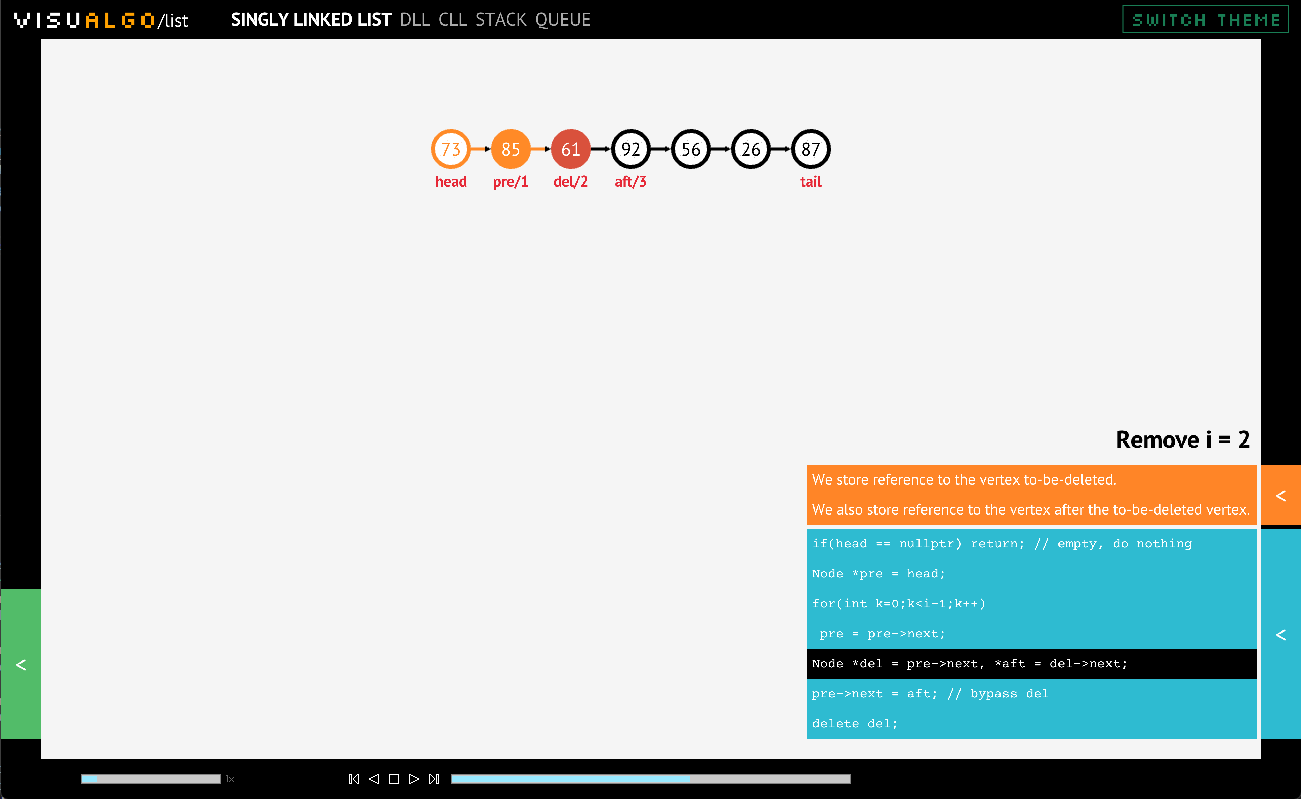 VISUALGO/list SINGLY LINKED LIST DLL CLL STACK QUEUE SWITCH THEME
73 85 61 92 56 26 87
head pre/1 del/2 aft/3 tail
Remove i = 2
We store reference to the vertex to-be-deleted.
We also store reference to the vertex after the to-be-deleted vertex.
<
if(head == nullptr) return; // empty, do nothing
Node *pre = head;
for(int k=0;k<i-1;k++)
pre = pre->next;
<
<
Node *del = pre->next, *aft = del->next;
pre->next = aft; // bypass del
delete del;
1x